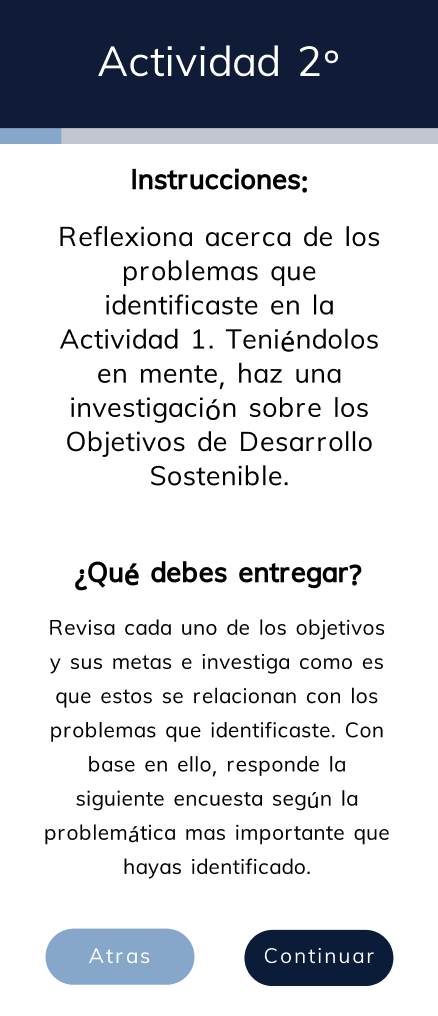 Actividad 2º
Instrucciones:
Reflexiona acerca de los
problemas que
identificaste en la
Actividad 1. Teniéndolos
en mente, haz una
investigación sobre los
Objetivos de Desarrollo
Sostenible.
¿Qué debes entregar?
Revisa cada uno de los objetivos
y sus metas e investiga como es
que estos se relacionan con los
problemas que identificaste. Con
base en ello, responde la
siguiente encuesta según la
problemática mas importante que
hayas identificado.
Atras
Continuar